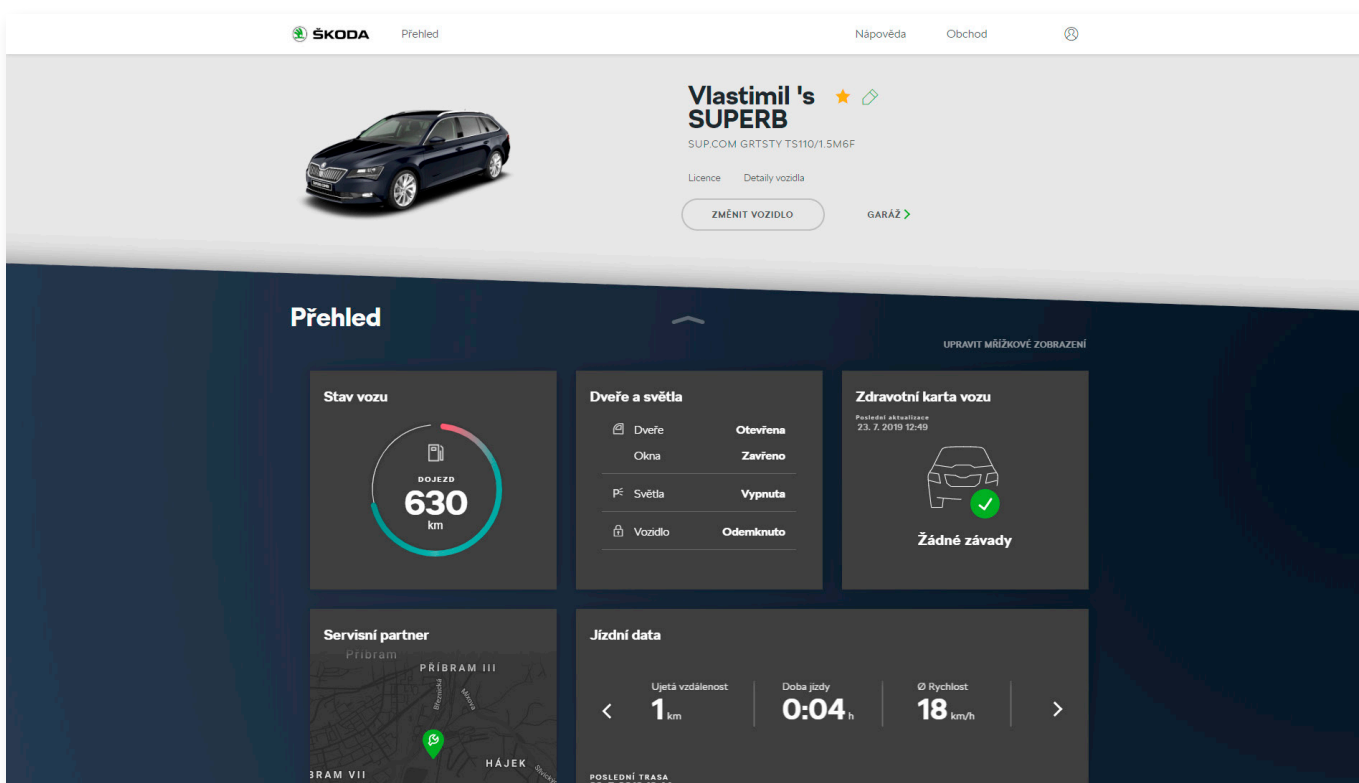 ŠKODA
Přehled
Nápověda
Obchod
Vlastimil 's
SUPERB
SUP.COM GRTSTY TS110/1.5M6F
Licence
Detaily vozidla
ZMĚNIT VOZIDLO
GARÁŽ
Přehled
UPRAVIT MŘÍŽKOVÉ ZOBRAZENÍ
Stav vozu
DOJEZD
630
km
Dveře a světla
Dveře Otevřena
Okna Zavřeno
Světla Vypnuta
Vozidlo Odemknuto
Zdravotní karta vozu
Poslední aktualizace
23. 7. 2019 12:49
Žádné závady
Servisní partner
Příbram
PŘÍBRAM III
Březnická
Mixova
HÁJEK
BRAM VII
Jízdní data
Ujetá vzdálenost
1 km
Doba jízdy
0:04 h
Ø Rychlost
18 km/h
POSLEDNÍ TRASA